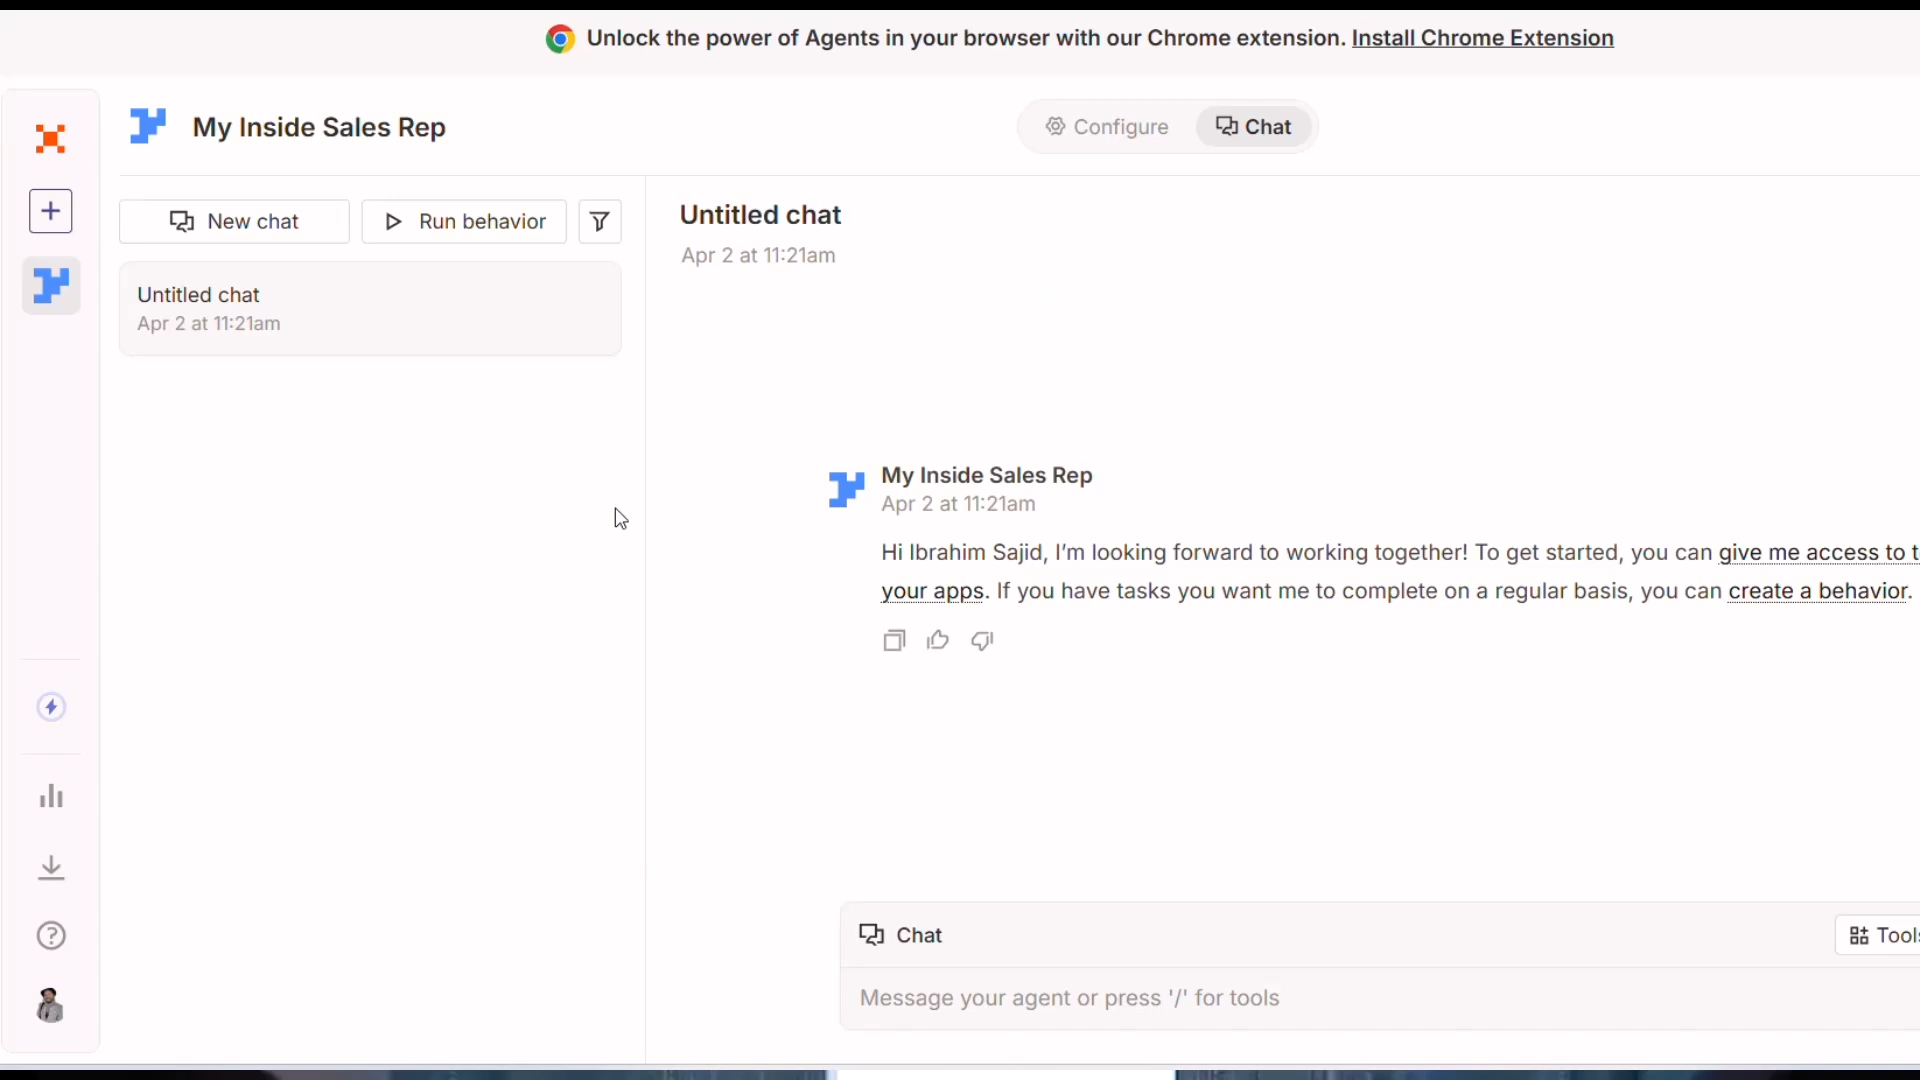 Unlock the power of Agents in your browser with our Chrome extension. Install Chrome Extension
My Inside Sales Rep
Configure
Chat
New chat
Run behavior
Untitled chat
Apr 2 at 11:21am
Untitled chat
Apr 2 at 11:21am
My Inside Sales Rep
Apr 2 at 11:21am
Hi Ibrahim Sajid, I'm looking forward to working together! To get started, you can give me access to
your apps. If you have tasks you want me to complete on a regular basis, you can create a behavior.
Chat
Tools
Message your agent or press '/' for tools